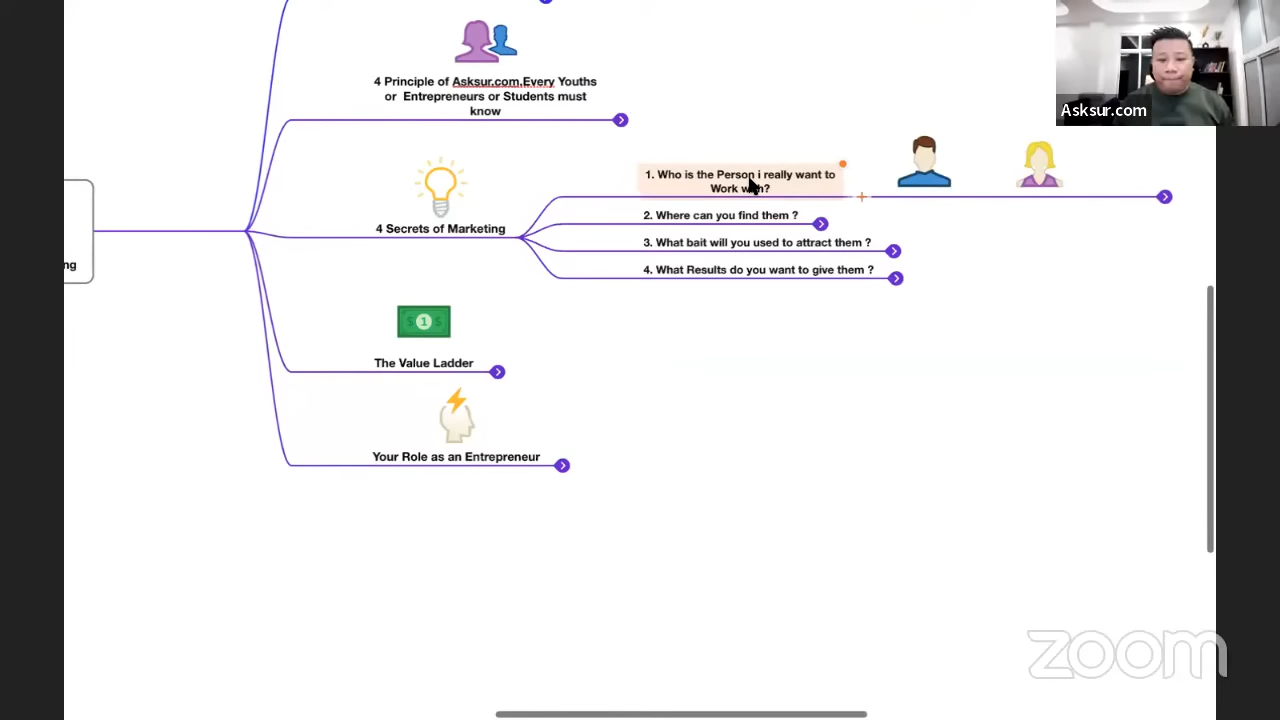 Asksur.com
4 Principle of Asksur.com,Every Youths
or Entrepreneurs or Students must
know
1. Who is the Person i really want to
Work with?
4 Secrets of Marketing
2. Where can you find them ?
3. What bait will you used to attract them ?
4. What Results do you want to give them ?
ng
1
The Value Ladder
Your Role as an Entrepreneur
zoom